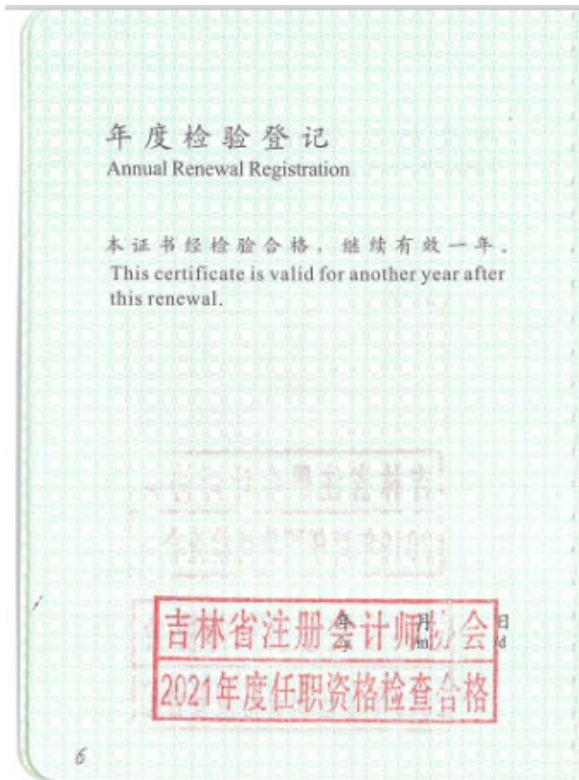 年度检验登记
Annual Renewal Registration
本证书经检验合格，继续有效一年。
This certificate is valid for another year after
this renewal.
年 月 日
/y /m /d
吉林省注册会计师协会
2021年度任职资格检查合格
6